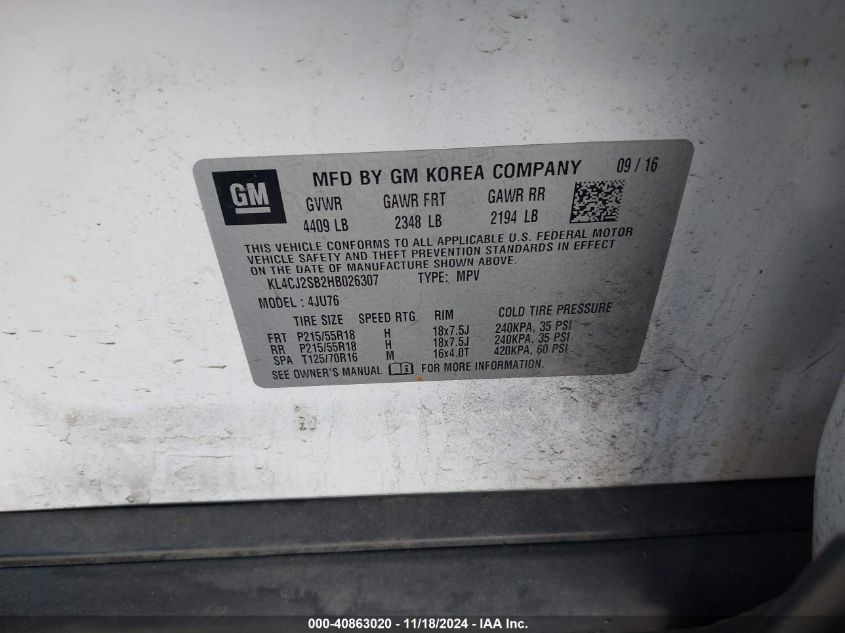 GM
MFD BY GM KOREA COMPANY 09 / 16
GVWR GAWR FRT GAWR RR
4409 LB 2348 LB 2194 LB
THIS VEHICLE CONFORMS TO ALL APPLICABLE U.S. FEDERAL MOTOR
VEHICLE SAFETY AND THEFT PREVENTION STANDARDS IN EFFECT
ON THE DATE OF MANUFACTURE SHOWN ABOVE.
KL4CJ2SB2HB026307 TYPE: MPV
MODEL: 4JU76
TIRE SIZE SPEED RTG RIM COLD TIRE PRESSURE
FRT P215/55R18 H 18x7.5J 240KPA, 35 PSI
RR P215/55R18 H 18x7.5J 240KPA, 35 PSI
SPA T125/70R16 M 16x4.0T 420KPA, 60 PSI
SEE OWNER'S MANUAL FOR MORE INFORMATION.
000-40863020 - 11/18/2024 - IAA Inc.